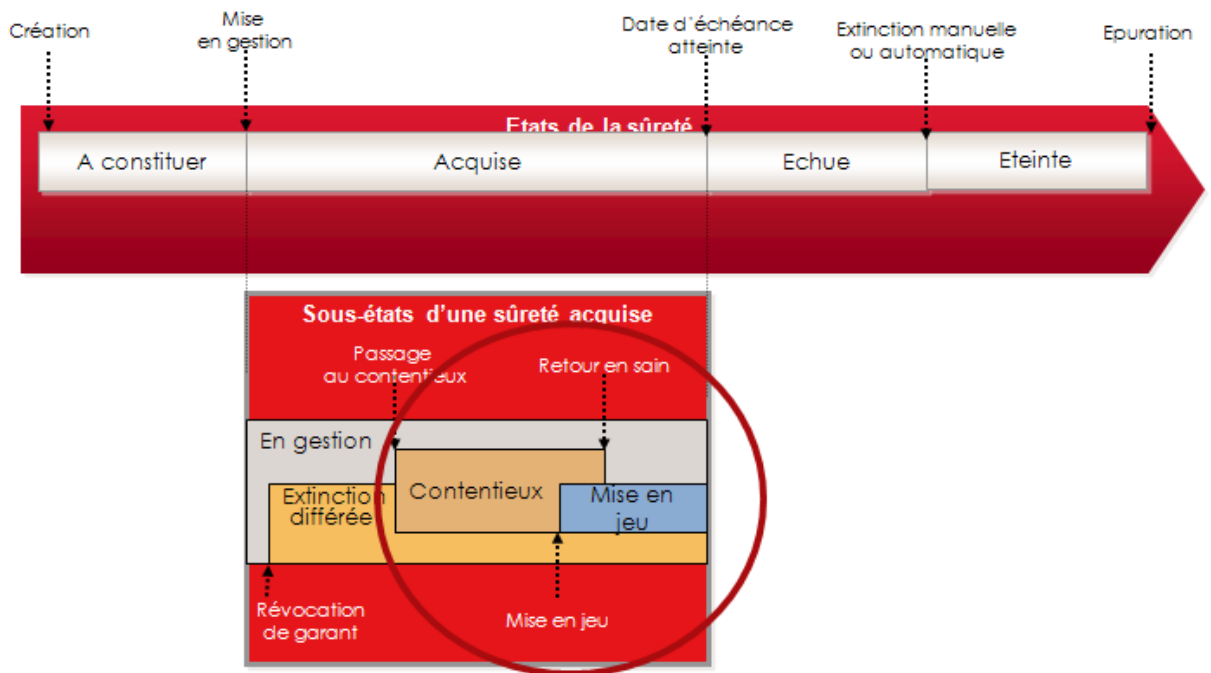 Création
Mise
en gestion
Date d'échéance
atteinte
Extinction manuelle
ou automatique
Epuration
Etats de la sûreté
A constituer
Acquise
Echue
Eteinte
Sous-états d'une sûreté acquise
Passage
au contentieux
Retour en sain
En gestion
Extinction
différée
Contentieux
Mise en
jeu
Révocation
de garant
Mise en jeu